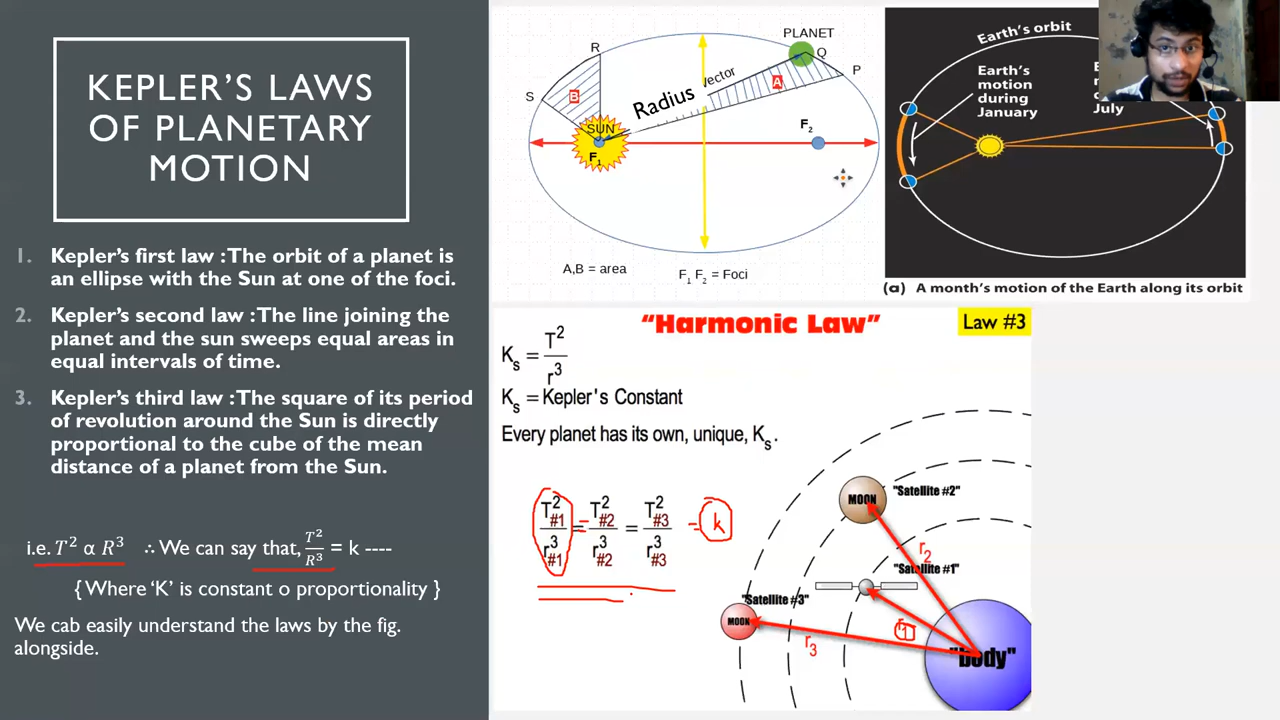 KEPLER'S LAWS
OF PLANETARY
MOTION
1. Kepler's first law : The orbit of a planet is
an ellipse with the Sun at one of the foci.
2. Kepler's second law : The line joining the
planet and the sun sweeps equal areas in
equal intervals of time.
3. Kepler's third law : The square of its period
of revolution around the Sun is directly
proportional to the cube of the mean
distance of a planet from the Sun.
i.e. T² α R³ ∴ We can say that, T²/R³ = k ----
{ Where 'K' is constant o proportionality }
We cab easily understand the laws by the fig.
alongside.
PLANET
R
Q
P
S
B
A
Radius vector
SUN
F₁
F₂
A,B = area
F₁ F₂ = Foci
Earth's orbit
Earth's
motion
during
January
July
(a) A month's motion of the Earth along its orbit
"Harmonic Law"
Law #3
Kₛ = T²/r³
Kₛ = Kepler's Constant
Every planet has its own, unique, Kₛ.
T²#1/r³#1 = T²#2/r³#2 = T²#3/r³#3 = k
MOON
"Satellite #2"
r₂
"Satellite #1"
r₁
"Satellite #3"
MOON
r₃
"body"